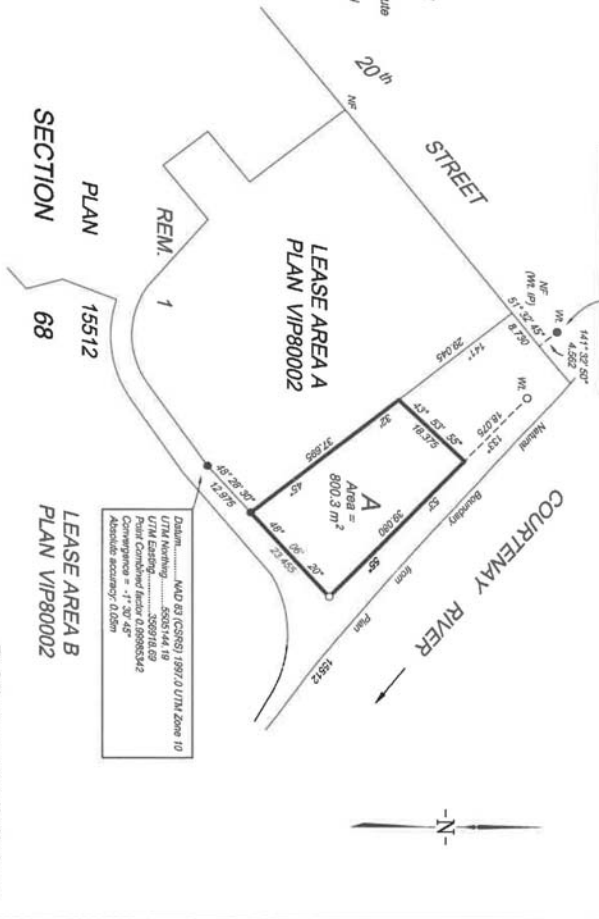 ute
20th
STREET
NF
COURTENAY RIVER
Natural Boundary from Plan 15512
141° 32' 50"
4.562
Wt.
NF
(Wt. IP)
51° 32' 45"
8.730
Wt.
18.075
133°
53'
55"
39.080
141°
29.045
32'
37.695
45"
43° 53' 55"
18.375
A
Area =
800.3 m²
48° 06' 20"
23.455
48° 28' 30"
12.975
LEASE AREA A
PLAN VIP80002
REM. 1
PLAN 15512
SECTION 68
Datum.........NAD 83 (CSRS) 1997.0 UTM Zone 10
UTM Northing............5505144.19
UTM Easting..............356918.69
Point Combined factor 0.99985342
Convergence = -1° 30' 45"
Absolute accuracy: 0.05m
LEASE AREA B
PLAN VIP80002
-N-